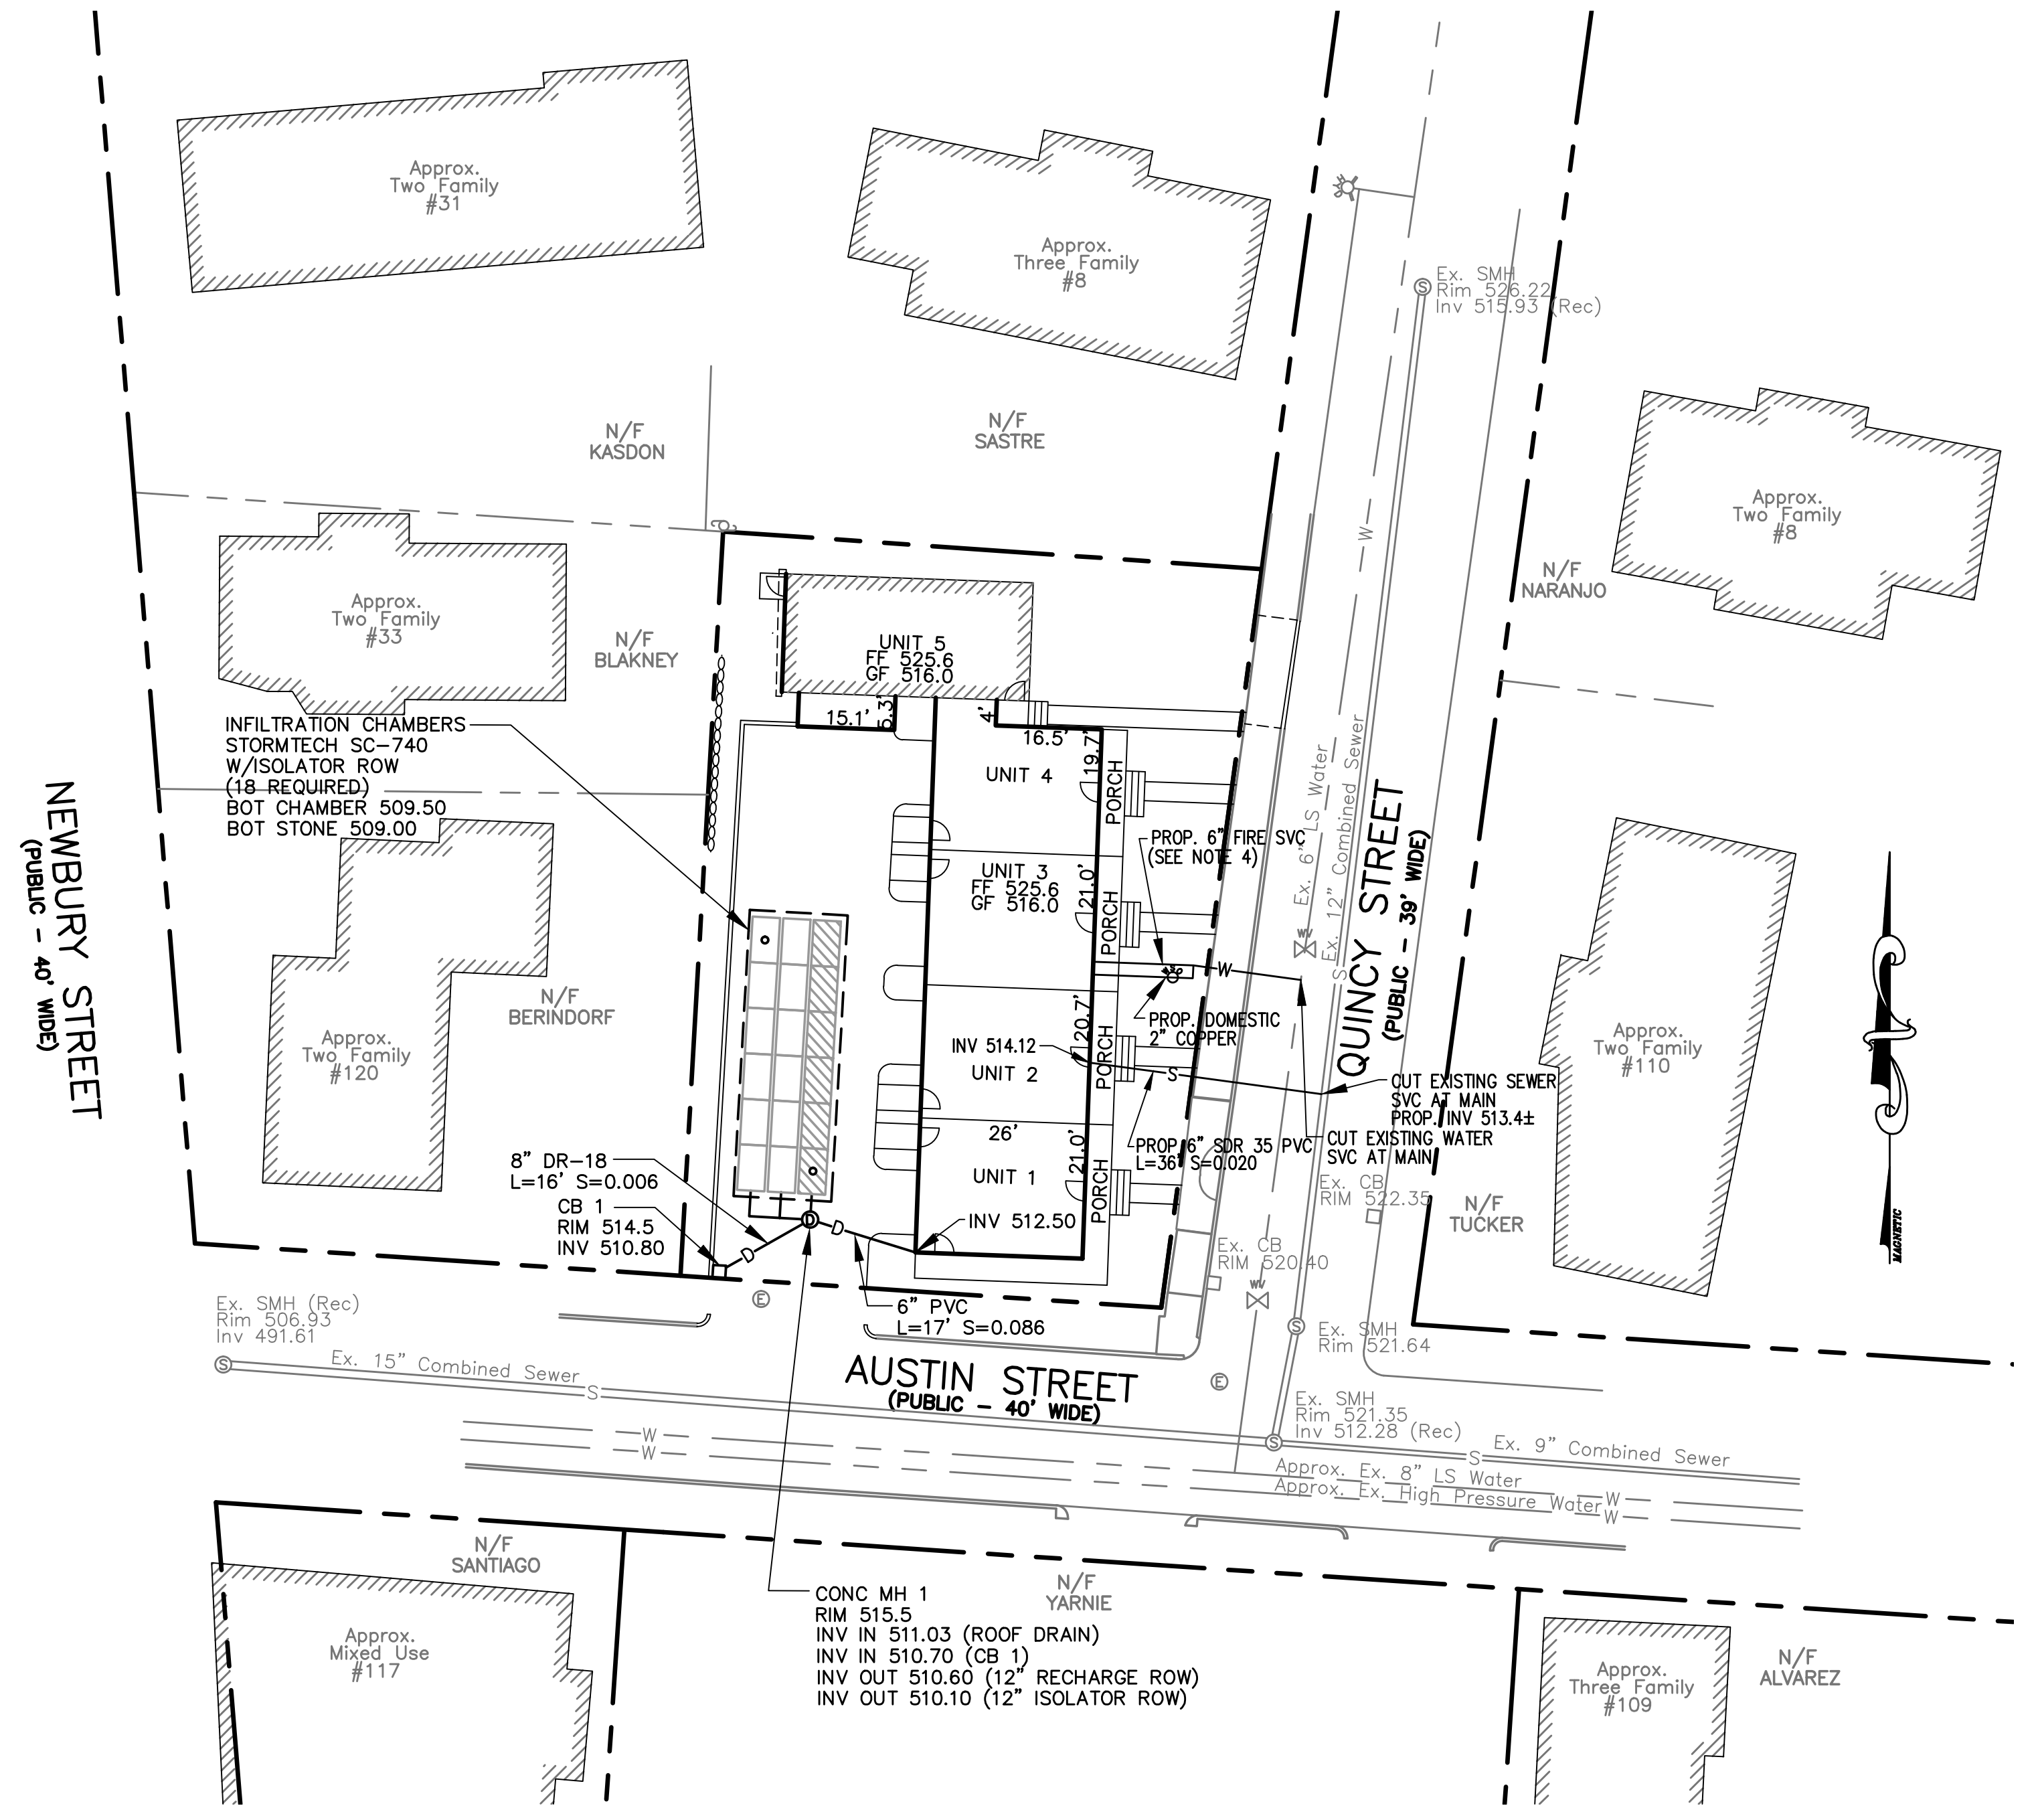 Approx.
Two Family
#31
Approx.
Three Family
#8
Ex. SMH
Rim 526.22
Inv 515.93 (Rec)
N/F
KASDON
N/F
SASTRE
Approx.
Two Family
#8
N/F
NARANJO
W
Approx.
Two Family
#33
N/F
BLAKNEY
UNIT 5
FF 525.6
GF 516.0
15.1'
5.3'
4'
16.5'
19.7'
UNIT 4
PORCH
INFILTRATION CHAMBERS
STORMTECH SC-740
W/ISOLATOR ROW
(18 REQUIRED)
BOT CHAMBER 509.50
BOT STONE 509.00
NEWBURY STREET
(PUBLIC - 40' WIDE)
Ex. 6" LS Water
W
Ex. 12" Combined Sewer
S
QUINCY STREET
(PUBLIC - 39' WIDE)
PROP. 6" FIRE SVC
(SEE NOTE 4)
UNIT 3
FF 525.6
GF 516.0
21.0'
PORCH
WV
W
PROP. DOMESTIC
2" COPPER
N/F
BERINDORF
Approx.
Two Family
#120
INV 514.12
UNIT 2
20.7'
PORCH
S
Approx.
Two Family
#110
CUT EXISTING SEWER
SVC AT MAIN
PROP. INV 513.4±
CUT EXISTING WATER
SVC AT MAIN
PROP 6" SDR 35 PVC
L=36' S=0.020
26'
21.0'
UNIT 1
PORCH
8" DR-18
L=16' S=0.006
CB 1
RIM 514.5
INV 510.80
D
D
D
INV 512.50
Ex. CB
RIM 522.35
N/F
TUCKER
MAGNETIC
Ex. CB
RIM 520.40
WV
E
6" PVC
L=17' S=0.086
Ex. SMH (Rec)
Rim 506.93
Inv 491.61
S
Ex. 15" Combined Sewer
S
S
Ex. SMH
Rim 521.64
S
AUSTIN STREET
(PUBLIC - 40' WIDE)
E
Ex. SMH
Rim 521.35
Inv 512.28 (Rec)
S
Ex. 9" Combined Sewer
S
W
W
Approx. Ex. 8" LS Water
Approx. Ex. High Pressure Water
W
W
N/F
SANTIAGO
Approx.
Mixed Use
#117
CONC MH 1
RIM 515.5
INV IN 511.03 (ROOF DRAIN)
INV IN 510.70 (CB 1)
INV OUT 510.60 (12" RECHARGE ROW)
INV OUT 510.10 (12" ISOLATOR ROW)
N/F
YARNIE
Approx.
Three Family
#109
N/F
ALVAREZ